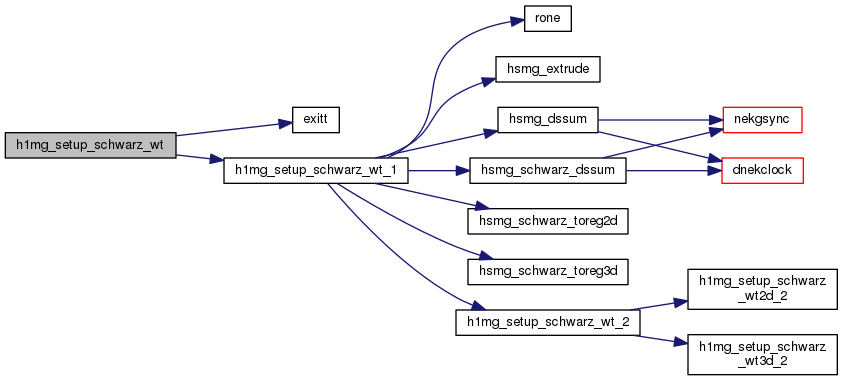 rone
hsmg_extrude
exitt
hsmg_dssum
nekgsync
h1mg_setup_schwarz_wt
h1mg_setup_schwarz_wt_1
hsmg_schwarz_dssum
dnekclock
hsmg_schwarz_toreg2d
hsmg_schwarz_toreg3d
h1mg_setup_schwarz
_wt2d_2
h1mg_setup_schwarz_wt_2
h1mg_setup_schwarz
_wt3d_2